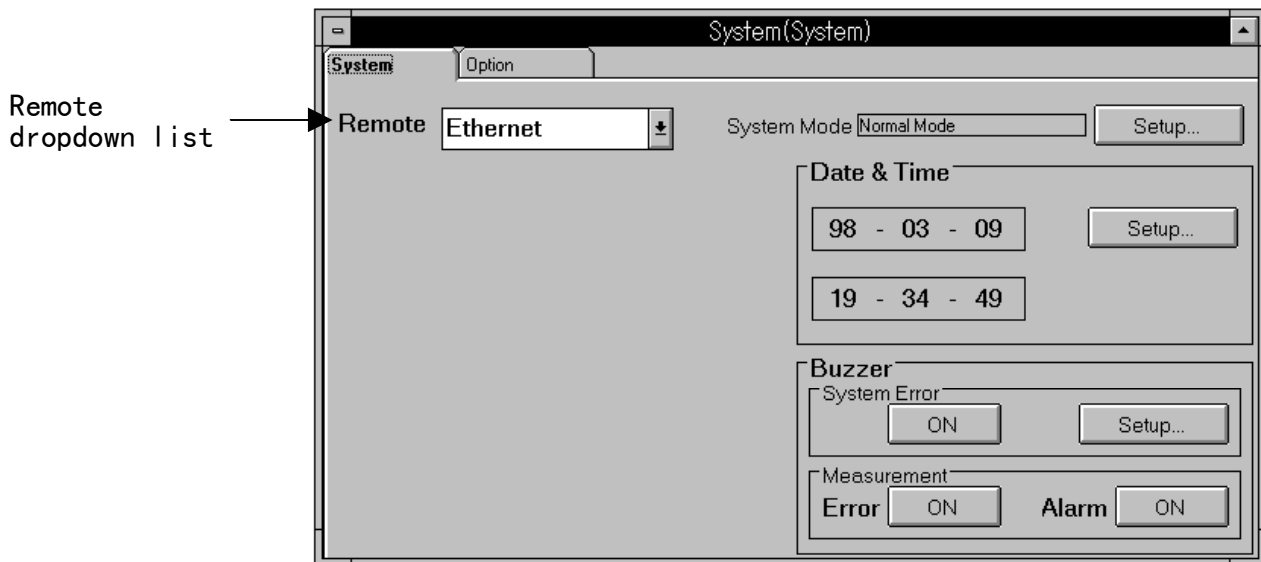 System(System)
System
Option
Remote
dropdown list
Remote
Ethernet
System Mode
Normal Mode
Setup...
Date & Time
98 - 03 - 09
Setup...
19 - 34 - 49
Buzzer
System Error
ON
Setup...
Measurement
Error
ON
Alarm
ON